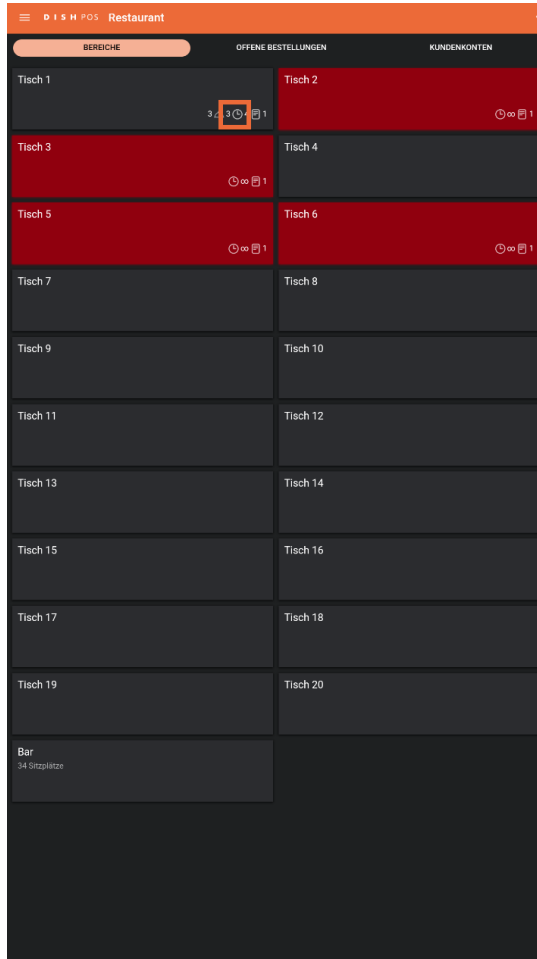 DISH POS Restaurant
BEREICHE OFFENE BESTELLUNGEN KUNDENKONTEN
Tisch 1 Tisch 2
3 3 1 ∞ 1
Tisch 3 Tisch 4
∞ 1
Tisch 5 Tisch 6
∞ 1 ∞ 1
Tisch 7 Tisch 8
Tisch 9 Tisch 10
Tisch 11 Tisch 12
Tisch 13 Tisch 14
Tisch 15 Tisch 16
Tisch 17 Tisch 18
Tisch 19 Tisch 20
Bar
34 Sitzplätze